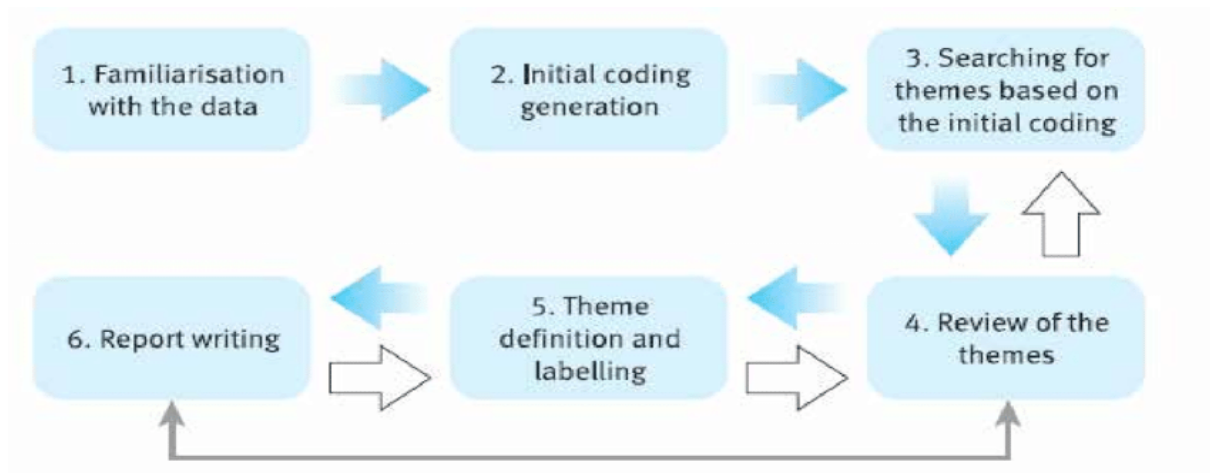 1. Familiarisation
with the data
2. Initial coding
generation
3. Searching for
themes based on
the initial coding
4. Review of the
themes
5. Theme
definition and
labelling
6. Report writing